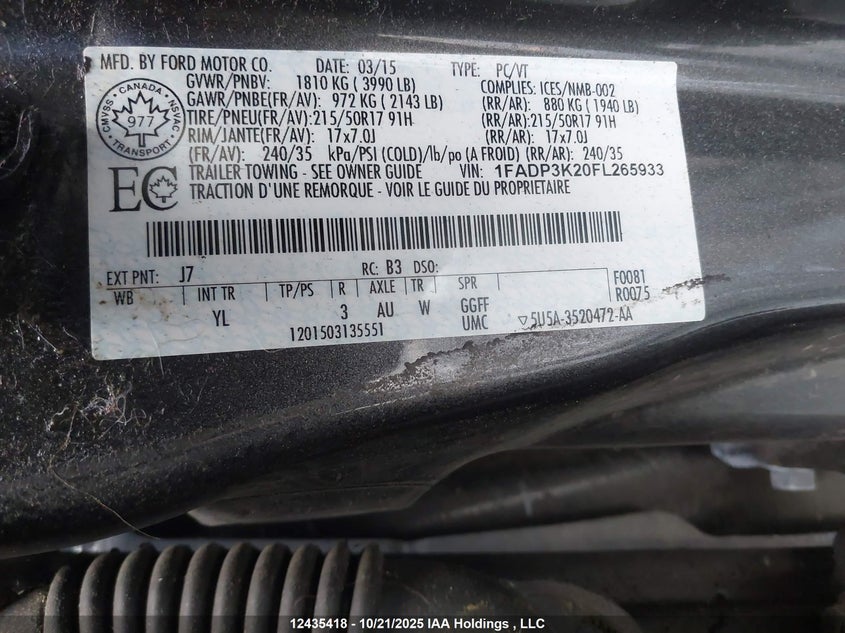 MFD. BY FORD MOTOR CO. DATE: 03/15 TYPE: PC/VT
GVWR/PNBV: 1810 KG ( 3990 LB) COMPLIES: ICES/NMB-002
GAWR/PNBE(FR/AV): 972 KG ( 2143 LB) (RR/AR): 880 KG ( 1940 LB)
TIRE/PNEU(FR/AV):215/50R17 91H (RR/AR):215/50R17 91H
RIM/JANTE(FR/AV): 17x7.0J (RR/AR): 17x7.0J
(FR/AV): 240/35 kPa/PSI (COLD)/lb/po (A FROID) (RR/AR): 240/35
TRAILER TOWING - SEE OWNER GUIDE VIN: 1FADP3K20FL265933
TRACTION D'UNE REMORQUE - VOIR LE GUIDE DU PROPRIETAIRE
CANADA
CMVSS NSVAC
977
TRANSPORT
EC
EXT PNT: J7 RC: B3 DSO:
WB INT TR TP/PS R AXLE TR SPR F0081
R0075
YL 3 AU W GGFF
UMC
1201503135551 ▽5U5A-3520472-AA
12435418 - 10/21/2025 IAA Holdings , LLC